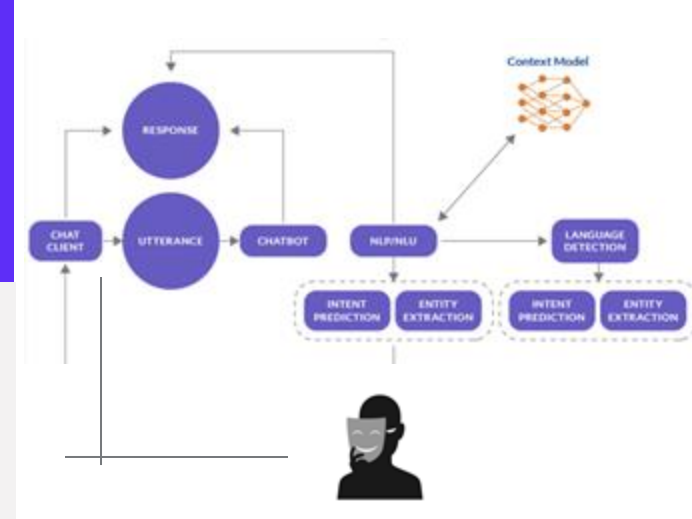 Context Model
RESPONSE
CHAT
CLIENT
UTTERANCE
CHATBOT
NLP/NLU
LANGUAGE
DETECTION
INTENT
PREDICTION
ENTITY
EXTRACTION
INTENT
PREDICTION
ENTITY
EXTRACTION